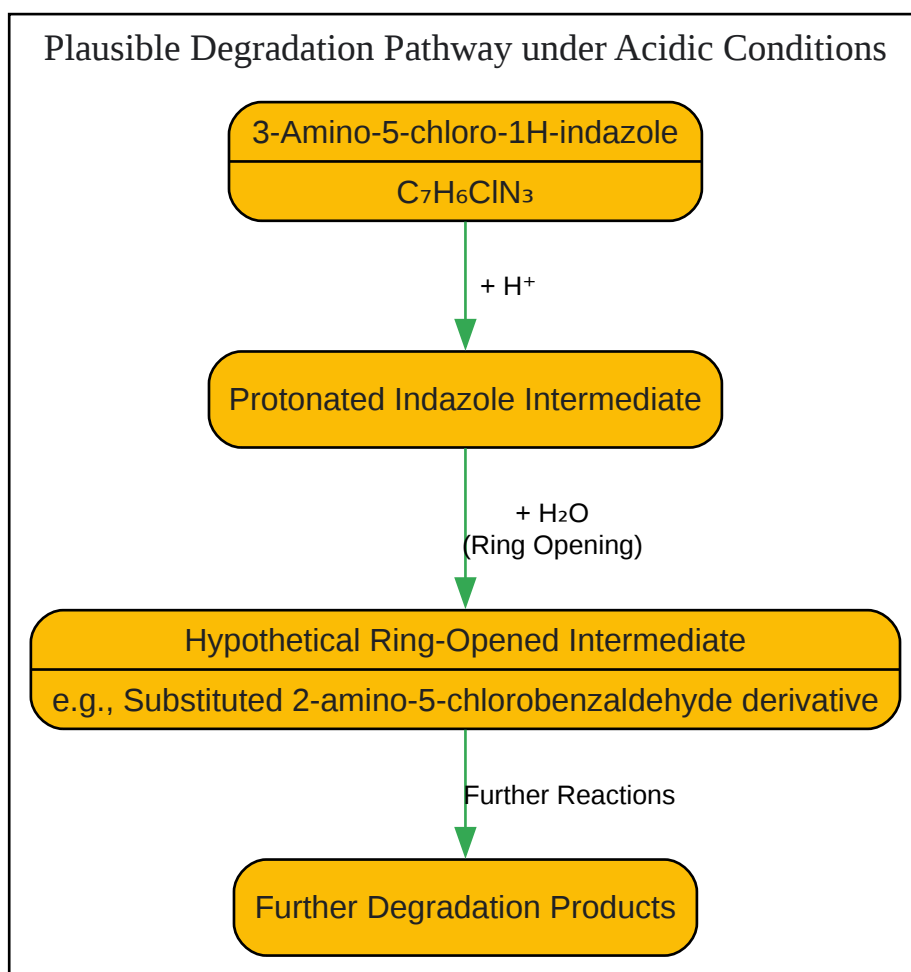 Plausible Degradation Pathway under Acidic Conditions
3-Amino-5-chloro-1H-indazole
C₇H₆ClN₃
+ H⁺
Protonated Indazole Intermediate
+ H₂O
(Ring Opening)
Hypothetical Ring-Opened Intermediate
e.g., Substituted 2-amino-5-chlorobenzaldehyde derivative
Further Reactions
Further Degradation Products